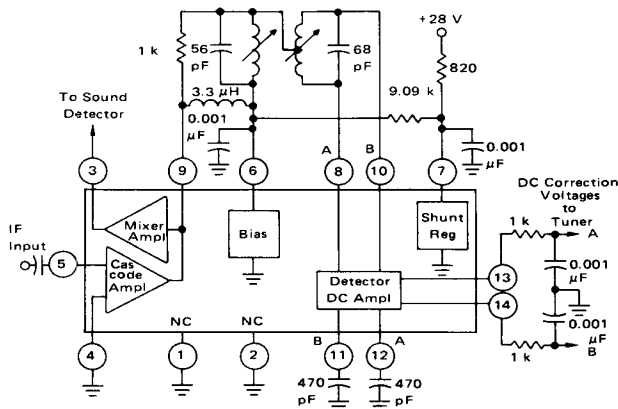 +28 V
1 k
56
pF
68
pF
820
3.3 μH
9.09 k
To Sound
Detector
0.001
μF
0.001
μF
A
B
3
9
6
8
10
7
DC Correction
Voltages
to
Tuner
Mixer
Ampl
Bias
Shunt
Reg
1 k
A
IF
Input
5
Cas
code
Ampl
Detector
DC Ampl
13
14
0.001
μF
0.001
μF
1 k
B
NC
NC
B
A
4
1
2
11
12
470
pF
470
pF